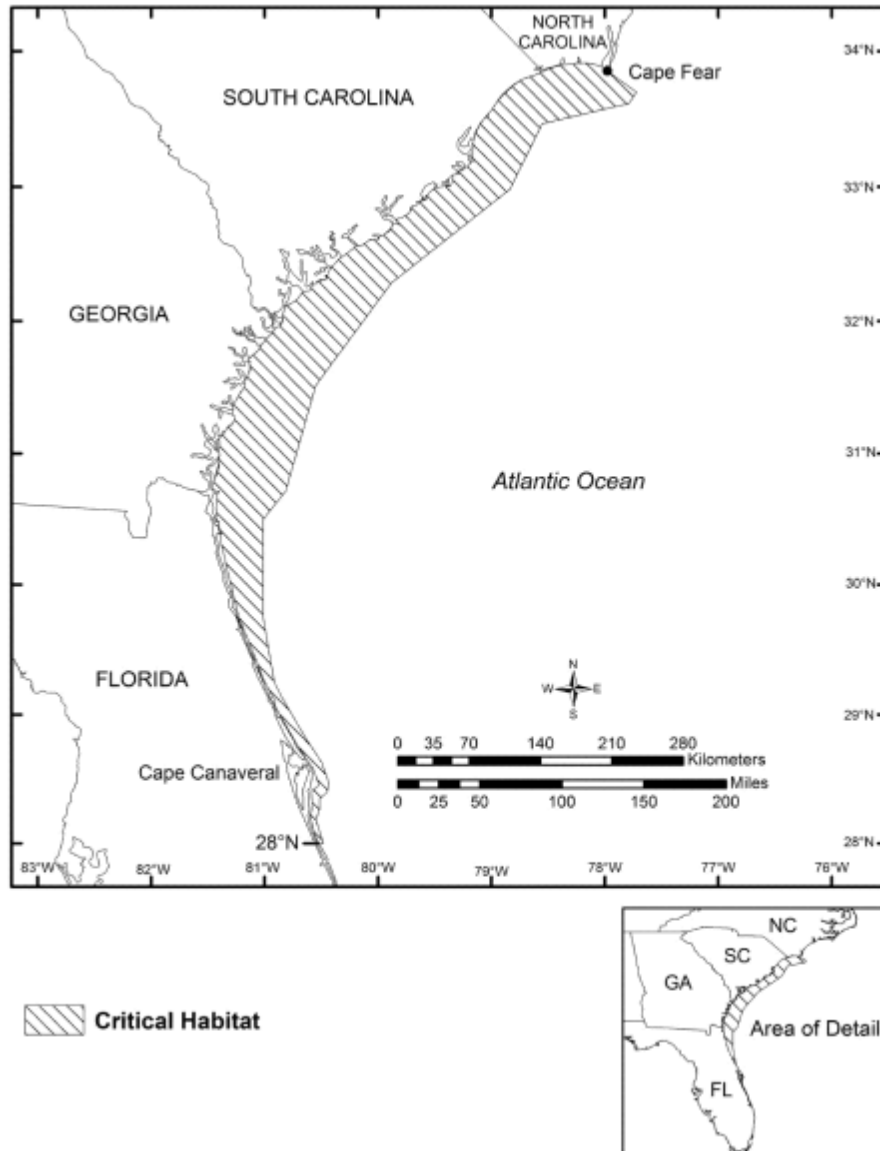 NORTH
CAROLINA
34°N
Cape Fear
SOUTH CAROLINA
33°N
GEORGIA
32°N
31°N
Atlantic Ocean
30°N
N
W E
S
FLORIDA
29°N
0 35 70 140 210 280
Kilometers
Cape Canaveral
Miles
0 25 50 100 150 200
28°N
28°N
83°W 82°W 81°W 80°W 79°W 78°W 77°W 76°W
NC
SC
GA
Critical Habitat
Area of Detail
FL